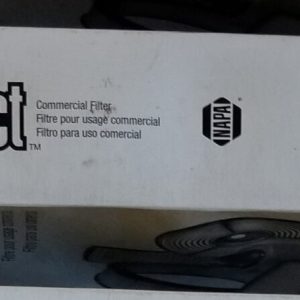 ct
TM
Commercial Filter
Filtre pour usage commercial
Filtro para uso comercial
NAPA